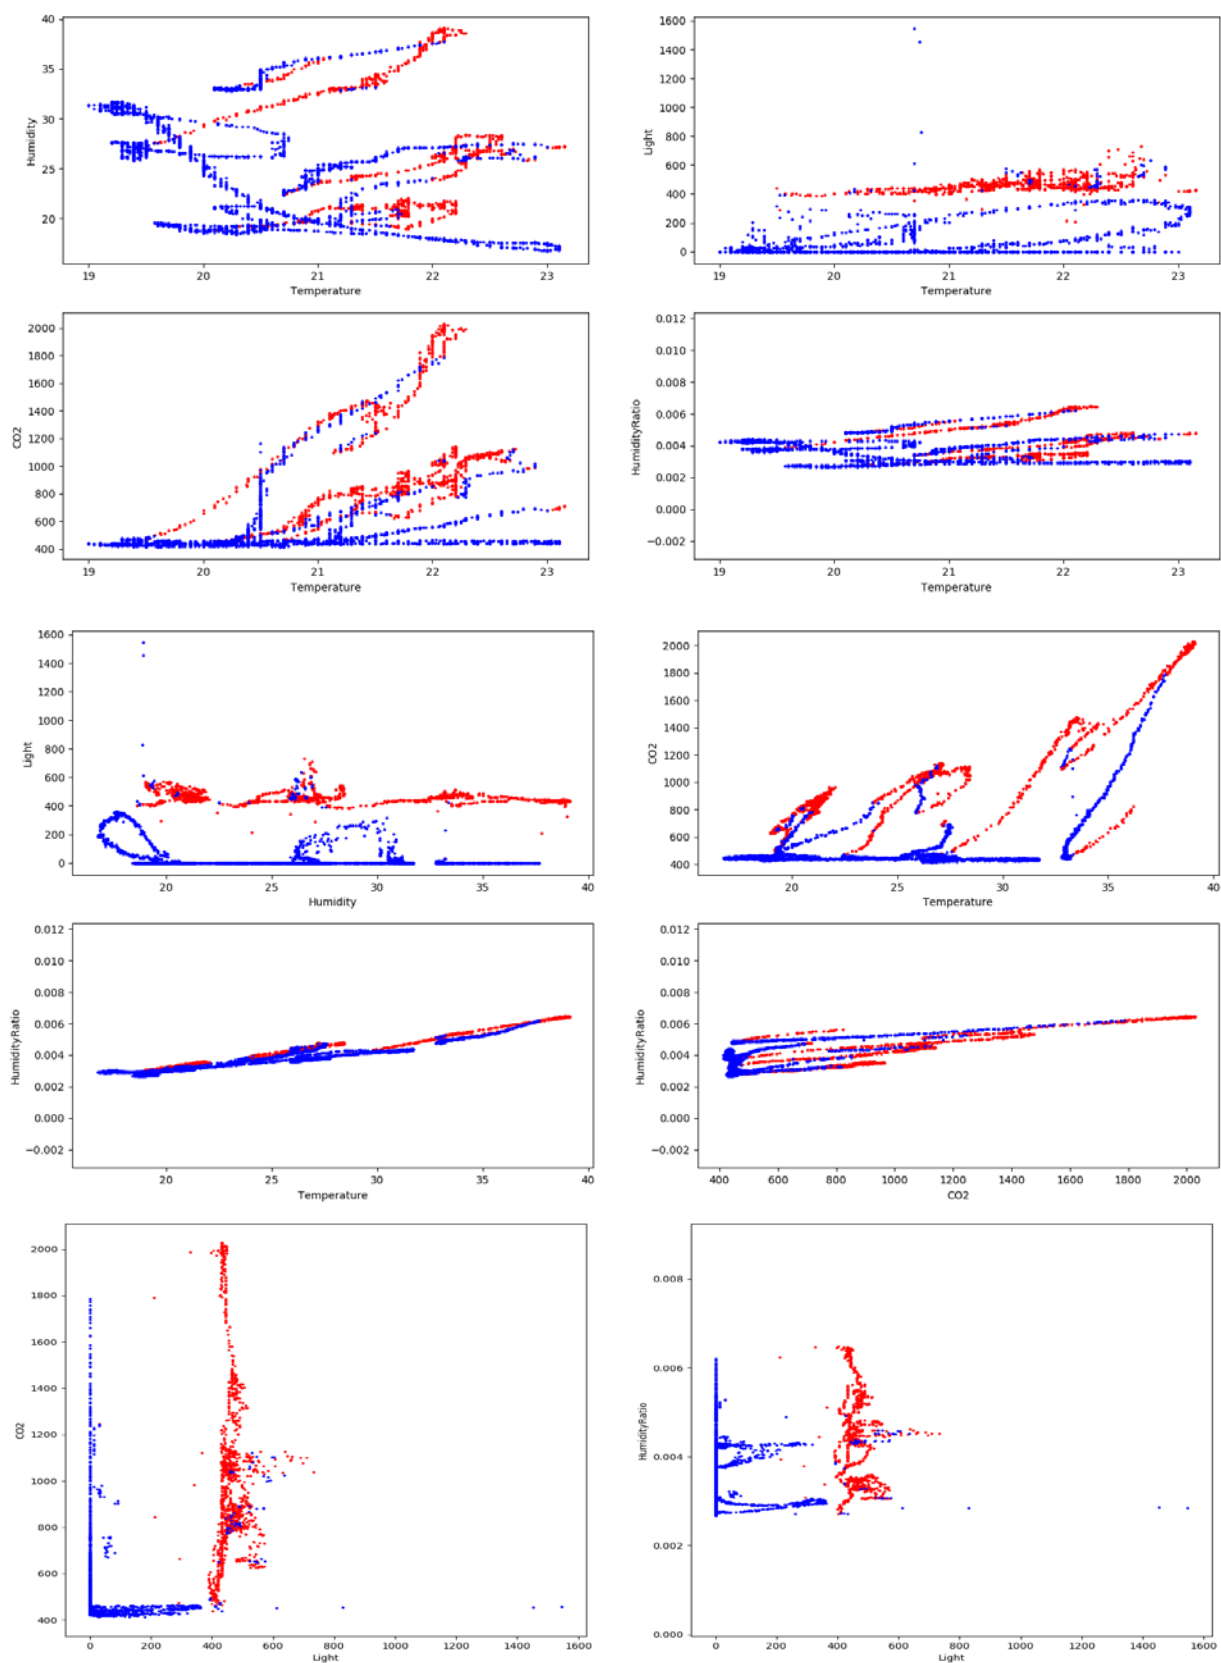 40
35
30
25
20
Humidity
19 20 21 22 23
Temperature
1600
1400
1200
1000
800
600
400
200
0
Light
19 20 21 22 23
Temperature
2000
1800
1600
1400
1200
1000
800
600
400
CO2
19 20 21 22 23
Temperature
0.012
0.010
0.008
0.006
0.004
0.002
0.000
−0.002
HumidityRatio
19 20 21 22 23
Temperature
1600
1400
1200
1000
800
600
400
200
0
Light
20 25 30 35 40
Humidity
2000
1800
1600
1400
1200
1000
800
600
400
CO2
20 25 30 35 40
Temperature
0.012
0.010
0.008
0.006
0.004
0.002
0.000
−0.002
HumidityRatio
20 25 30 35 40
Temperature
0.012
0.010
0.008
0.006
0.004
0.002
0.000
−0.002
HumidityRatio
400 600 800 1000 1200 1400 1600 1800 2000
CO2
2000
1800
1600
1400
1200
1000
800
600
400
CO2
0 200 400 600 800 1000 1200 1400 1600
Light
0.008
0.006
0.004
0.002
0.000
HumidityRatio
0 200 400 600 800 1000 1200 1400 1600
Light